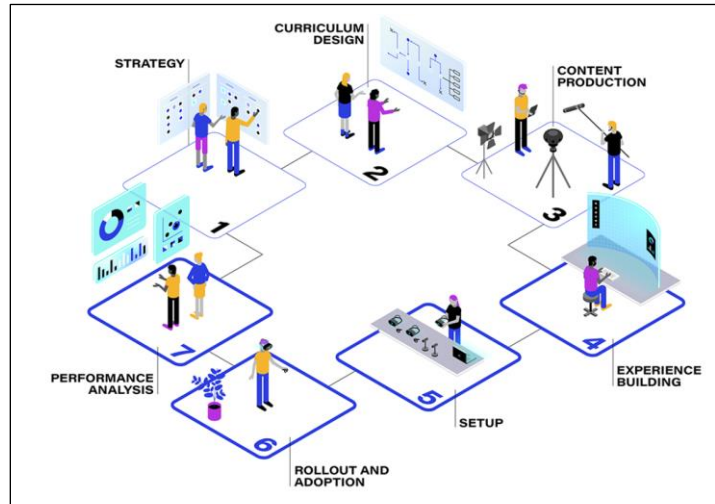 STRATEGY
1
CURRICULUM
DESIGN
2
CONTENT
PRODUCTION
3
4
EXPERIENCE
BUILDING
5
SETUP
6
ROLLOUT AND
ADOPTION
7
PERFORMANCE
ANALYSIS